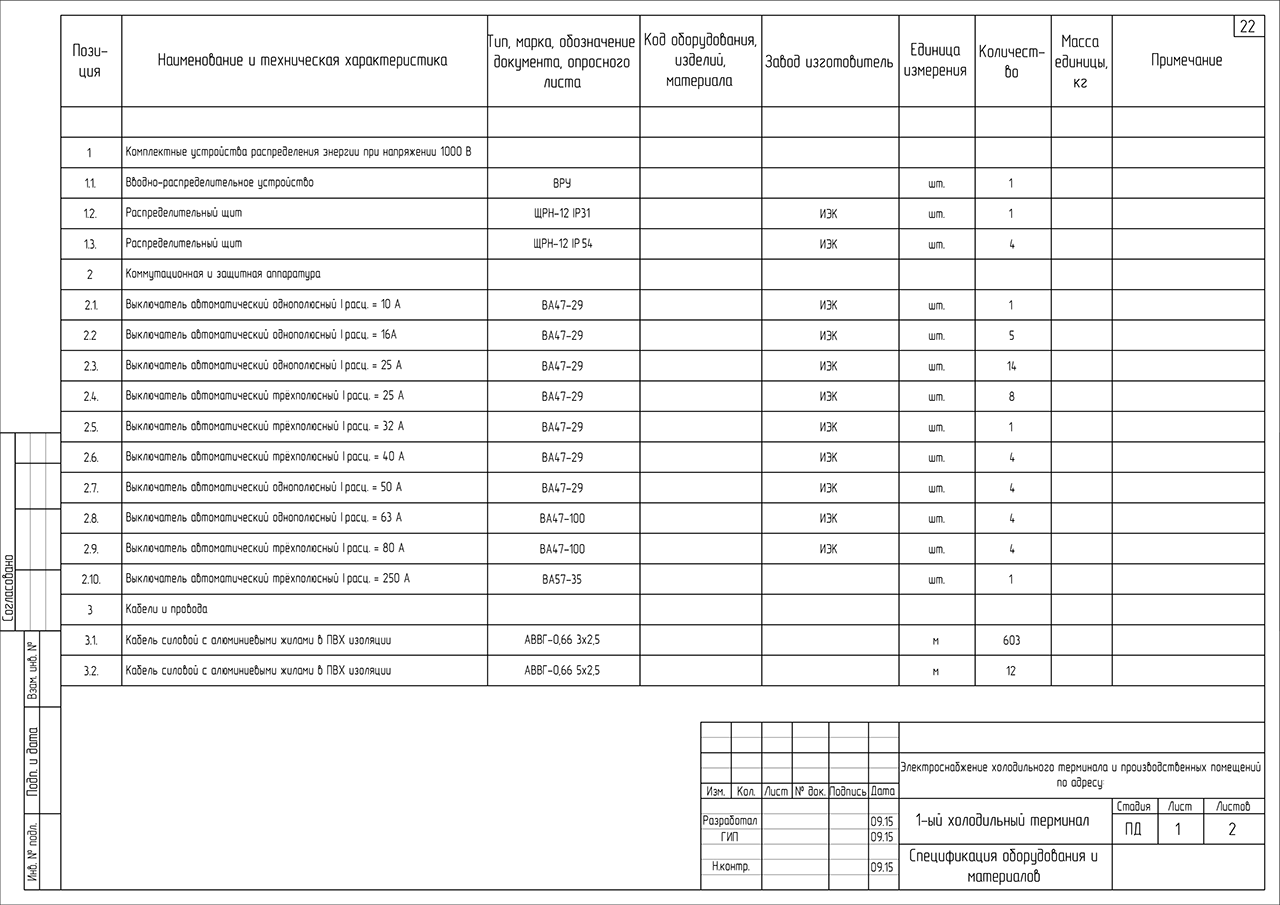 22
Пози-
ция
Наименование и техническая характеристика
Тип, марка, обозначение
документа, опросного
листа
Код оборудования,
изделий,
материала
Завод изготовитель
Единица
измерения
Количест-
во
Масса
единицы,
кг
Примечание
1 Комплектные устройства распределения энергии при напряжении 1000 В
1.1. Вводно-распределительное устройство ВРУ шт. 1
1.2. Распределительный щит ЩРН-12 IP31 ИЭК шт. 1
1.3. Распределительный щит ЩРН-12 IP 54 ИЭК шт. 4
2 Коммутационная и защитная аппаратура
2.1. Выключатель автоматический однополюсный I расц. = 10 А ВА47-29 ИЭК шт. 1
2.2 Выключатель автоматический однополюсный I расц. = 16А ВА47-29 ИЭК шт. 5
2.3. Выключатель автоматический однополюсный I расц. = 25 А ВА47-29 ИЭК шт. 14
2.4. Выключатель автоматический трёхполюсный I расц. = 25 А ВА47-29 ИЭК шт. 8
2.5. Выключатель автоматический трёхполюсный I расц. = 32 А ВА47-29 ИЭК шт. 1
2.6. Выключатель автоматический трёхполюсный I расц. = 40 А ВА47-29 ИЭК шт. 4
2.7. Выключатель автоматический однополюсный I расц. = 50 А ВА47-29 ИЭК шт. 4
2.8. Выключатель автоматический однополюсный I расц. = 63 А ВА47-100 ИЭК шт. 4
2.9. Выключатель автоматический трёхполюсный I расц. = 80 А ВА47-100 ИЭК шт. 4
2.10. Выключатель автоматический трёхполюсный I расц. = 250 А ВА57-35 шт. 1
3 Кабели и провода
3.1. Кабель силовой с алюминиевыми жилами в ПВХ изоляции АВВГ-0,66 3х2,5 м 603
3.2. Кабель силовой с алюминиевыми жилами в ПВХ изоляции АВВГ-0,66 5х2,5 м 12
Согласовано
Взам. инв. №
Подп. и дата
Инв. № подл.
Изм. Кол. Лист № док. Подпись Дата
Разработал 09.15
ГИП 09.15
Н.контр. 09.15
Электроснабжение холодильного терминала и производственных помещений
по адресу:
1-ый холодильный терминал
Стадия Лист Листов
ПД 1 2
Спецификация оборудования и
материалов